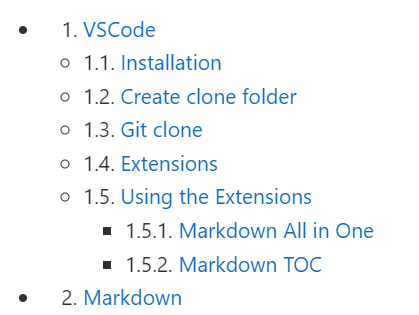 1. VSCode
1.1. Installation
1.2. Create clone folder
1.3. Git clone
1.4. Extensions
1.5. Using the Extensions
1.5.1. Markdown All in One
1.5.2. Markdown TOC
2. Markdown